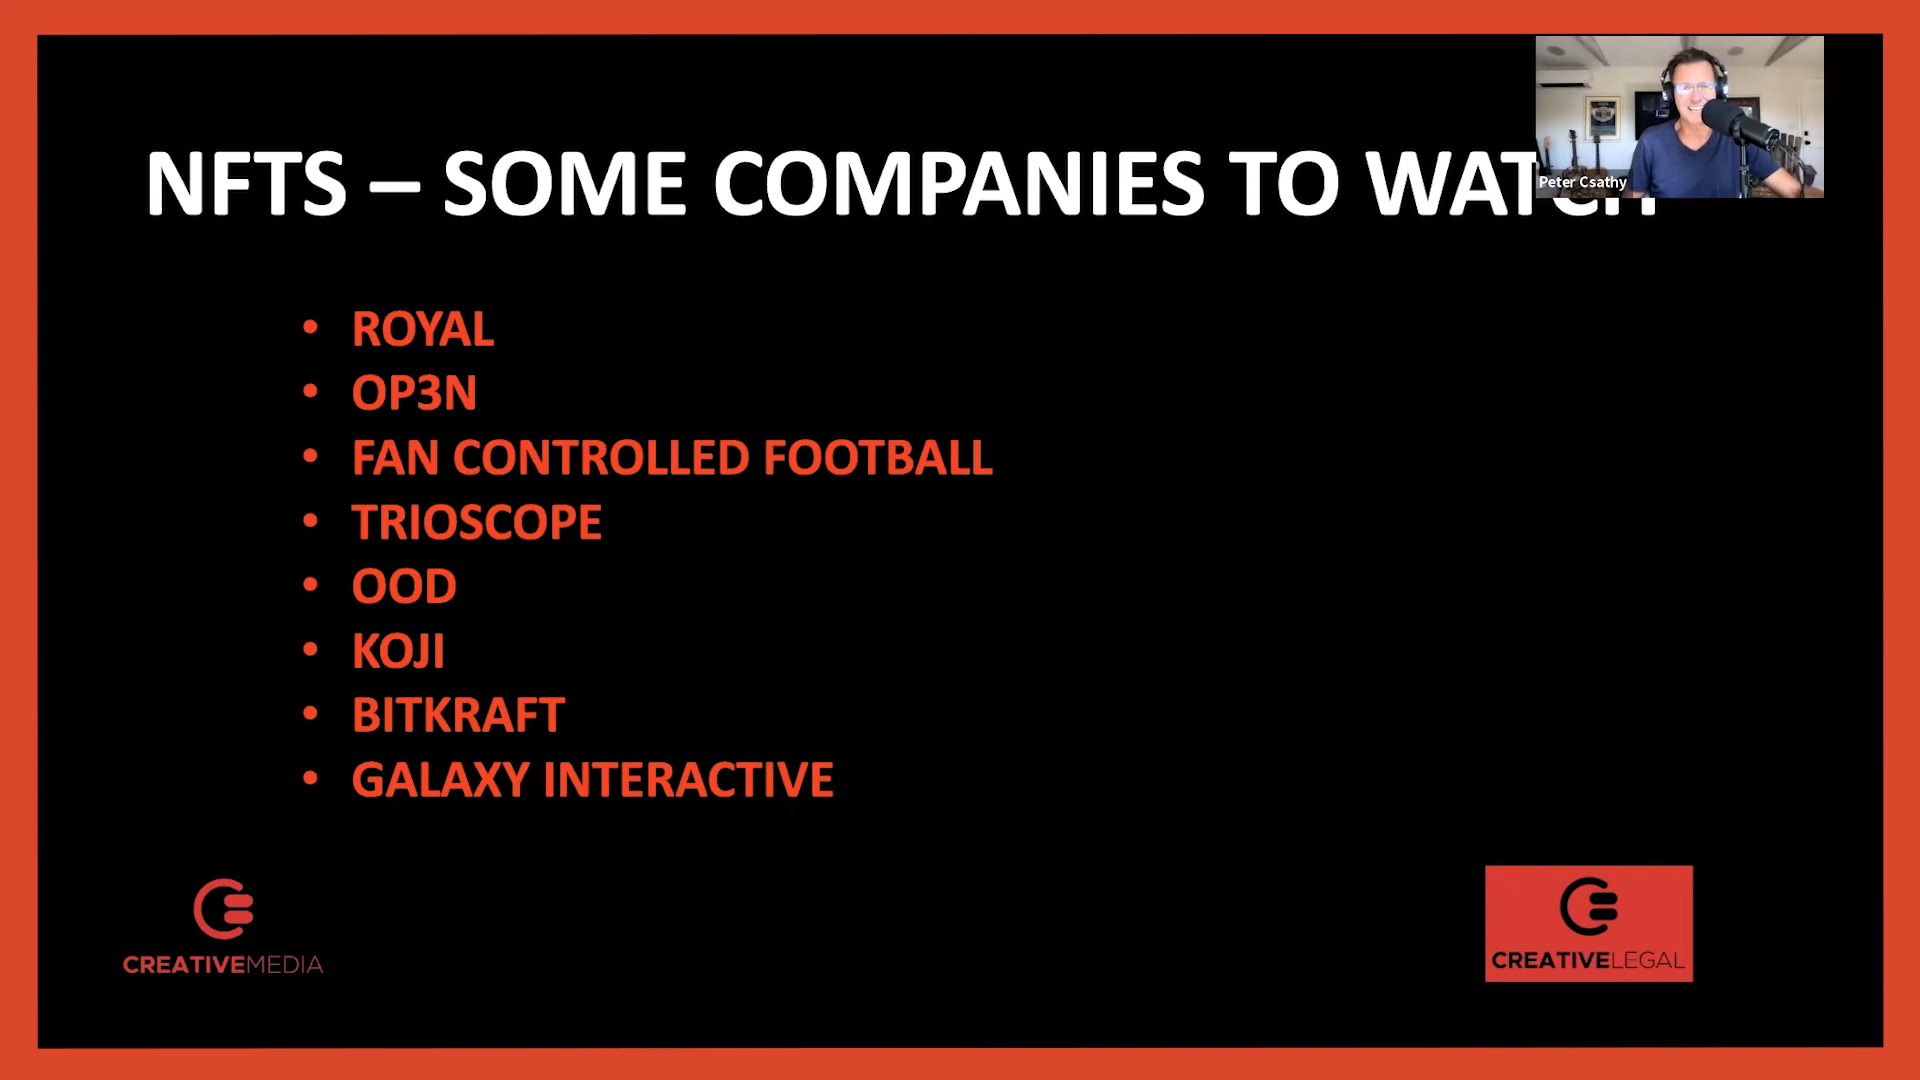 NFTS – SOME COMPANIES TO WATCH
Peter Csathy
• ROYAL
• OP3N
• FAN CONTROLLED FOOTBALL
• TRIOSCOPE
• OOD
• KOJI
• BITKRAFT
• GALAXY INTERACTIVE
CREATIVEMEDIA
CREATIVELEGAL